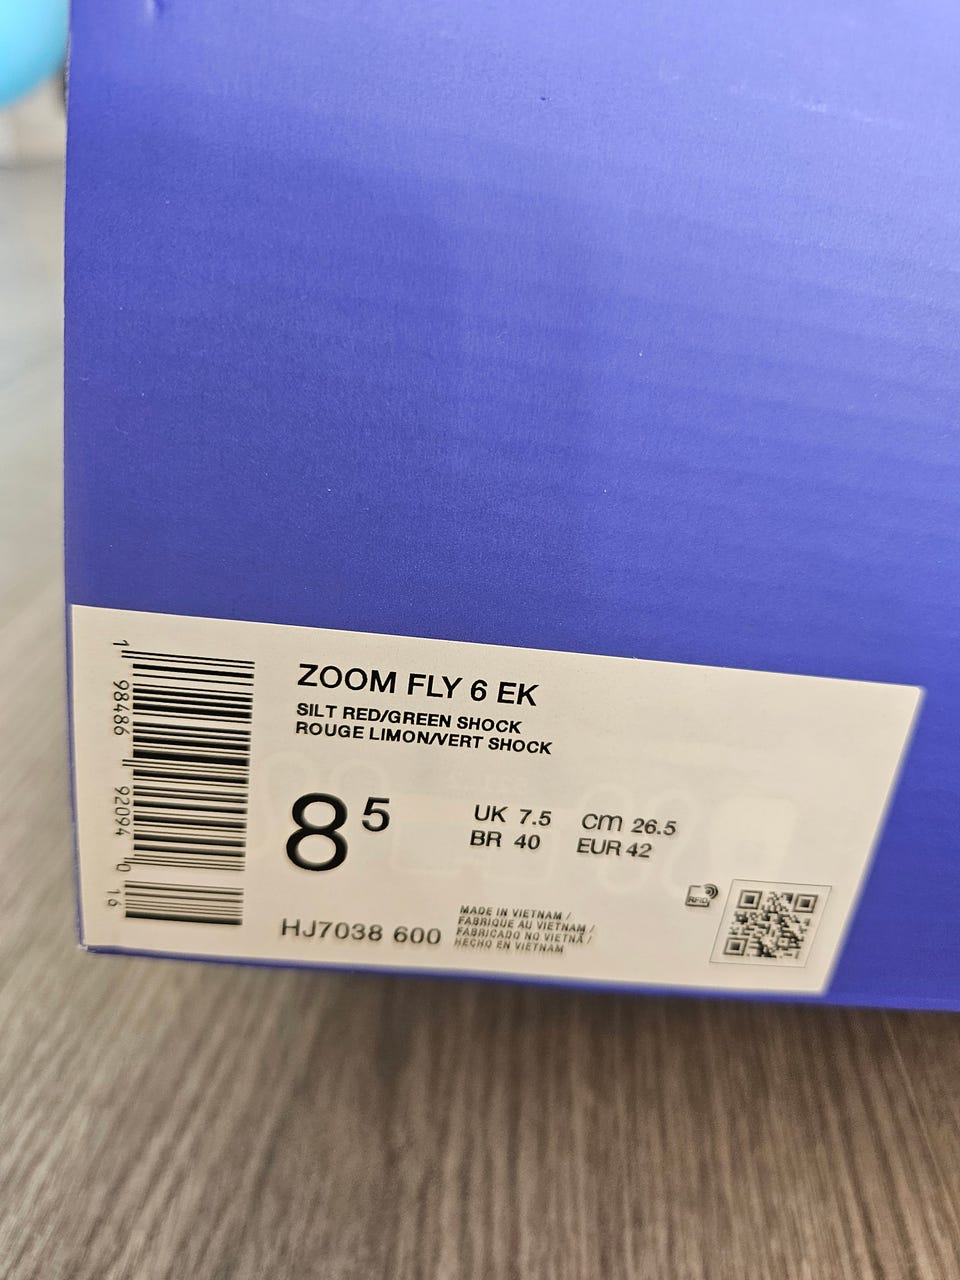 ZOOM FLY 6 EK
SILT RED/GREEN SHOCK
ROUGE LIMON/VERT SHOCK
8 5
UK 7.5 cm 26.5
BR 40 EUR 42
HJ7038 600
MADE IN VIETNAM /
FABRIQUE AU VIETNAM /
FABRICADO NO VIETNÃ /
HECHO EN VIETNAM
RFID
1 98486 92094 0 16